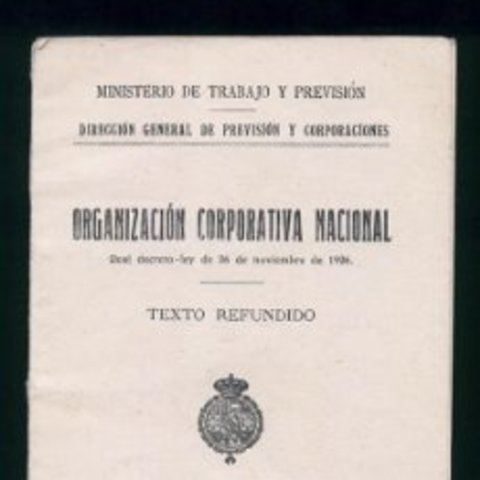 MINISTERIO DE TRABAJO Y PREVISIÓN
DIRECCIÓN GENERAL DE PREVISIÓN Y CORPORACIONES
ORGANIZACIÓN CORPORATIVA NACIONAL
Real decreto-ley de 26 de noviembre de 1926.
TEXTO REFUNDIDO